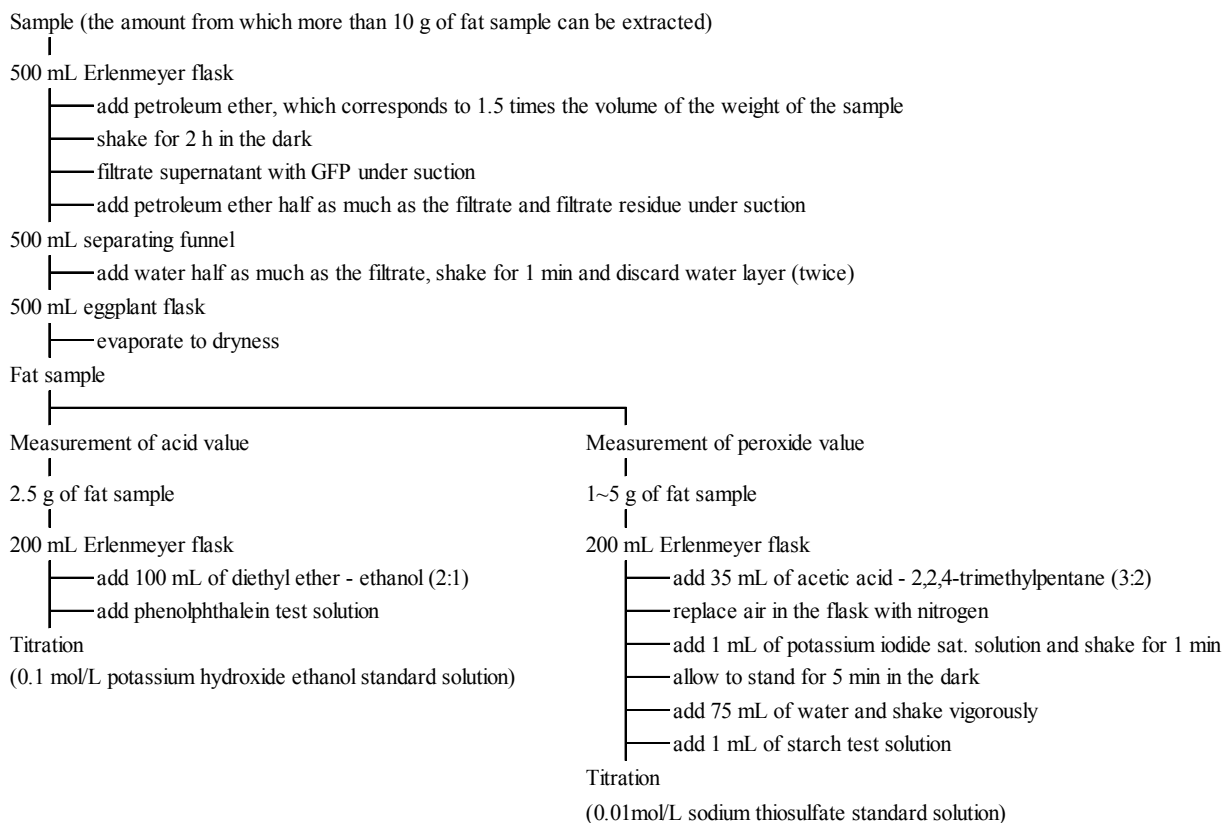 Sample (the amount from which more than 10 g of fat sample can be extracted)
500 mL Erlenmeyer flask
add petroleum ether, which corresponds to 1.5 times the volume of the weight of the sample
shake for 2 h in the dark
filtrate supernatant with GFP under suction
add petroleum ether half as much as the filtrate and filtrate residue under suction
500 mL separating funnel
add water half as much as the filtrate, shake for 1 min and discard water layer (twice)
500 mL eggplant flask
evaporate to dryness
Fat sample
Measurement of acid value
2.5 g of fat sample
200 mL Erlenmeyer flask
add 100 mL of diethyl ether - ethanol (2:1)
add phenolphthalein test solution
Titration
(0.1 mol/L potassium hydroxide ethanol standard solution)
Measurement of peroxide value
1~5 g of fat sample
200 mL Erlenmeyer flask
add 35 mL of acetic acid - 2,2,4-trimethylpentane (3:2)
replace air in the flask with nitrogen
add 1 mL of potassium iodide sat. solution and shake for 1 min
allow to stand for 5 min in the dark
add 75 mL of water and shake vigorously
add 1 mL of starch test solution
Titration
(0.01mol/L sodium thiosulfate standard solution)